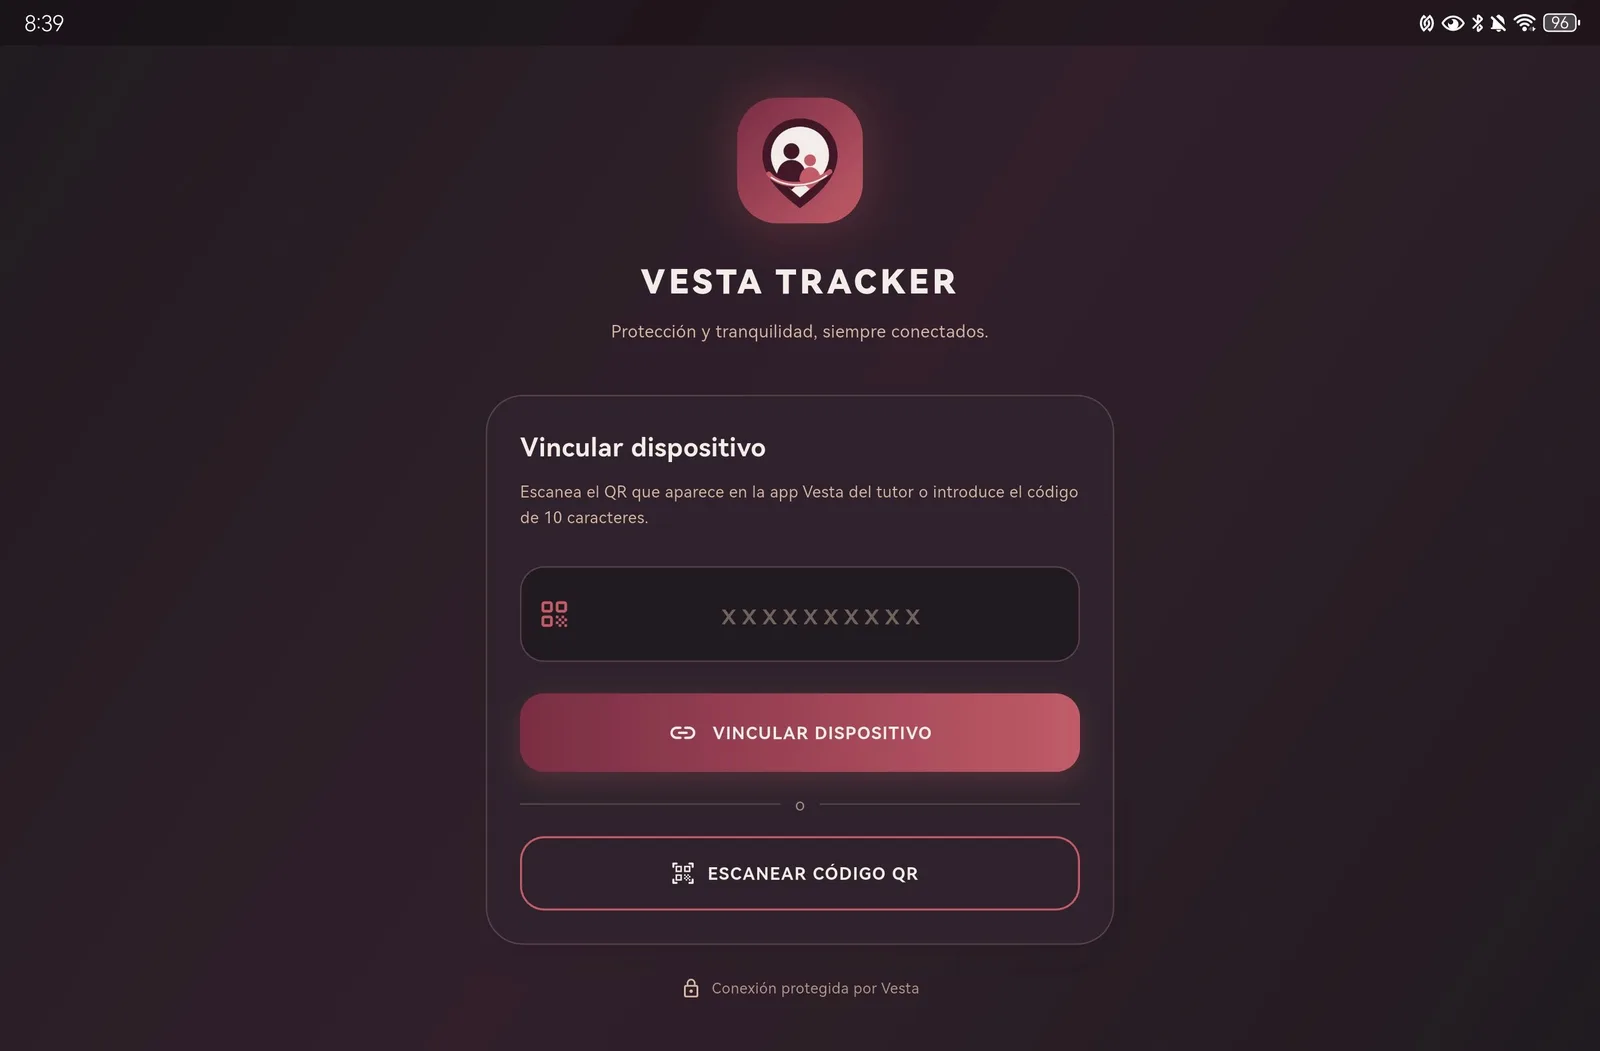 8:39
96
VESTA TRACKER
Protección y tranquilidad, siempre conectados.
Vincular dispositivo
Escanea el QR que aparece en la app Vesta del tutor o introduce el código
de 10 caracteres.
XXXXXXXXXX
VINCULAR DISPOSITIVO
o
ESCANEAR CÓDIGO QR
Conexión protegida por Vesta